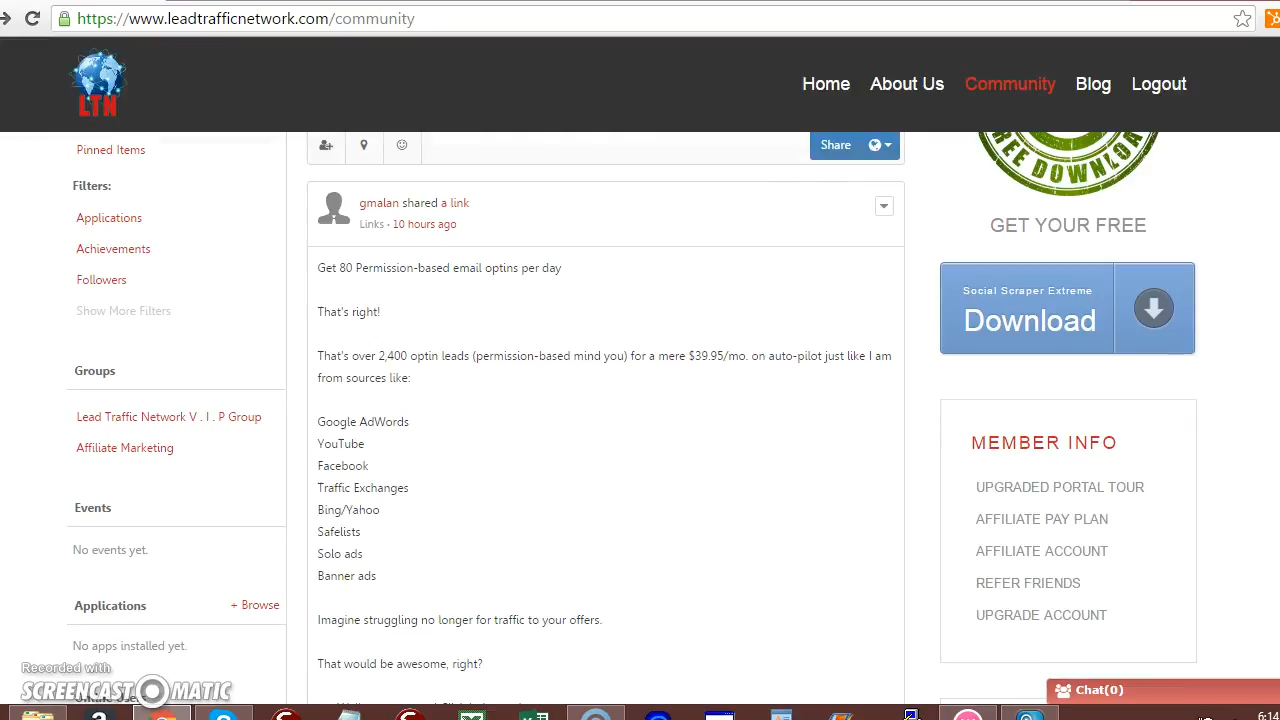 https://www.leadtrafficnetwork.com/community
LTN
Home About Us Community Blog Logout
Pinned Items
Filters:
Applications
Achievements
Followers
Show More Filters
Groups
Lead Traffic Network V . I . P Group
Affiliate Marketing
Events
No events yet.
Applications + Browse
No apps installed yet.
Recorded with
SCREENCAST-O-MATIC
Share
gmalan shared a link
Links · 10 hours ago
Get 80 Permission-based email optins per day
That's right!
That's over 2,400 optin leads (permission-based mind you) for a mere $39.95/mo. on auto-pilot just like I am
from sources like:
Google AdWords
YouTube
Facebook
Traffic Exchanges
Bing/Yahoo
Safelists
Solo ads
Banner ads
Imagine struggling no longer for traffic to your offers.
That would be awesome, right?
FREE DOWNLOA
GET YOUR FREE
Social Scraper Extreme
Download
MEMBER INFO
UPGRADED PORTAL TOUR
AFFILIATE PAY PLAN
AFFILIATE ACCOUNT
REFER FRIENDS
UPGRADE ACCOUNT
Chat(0)